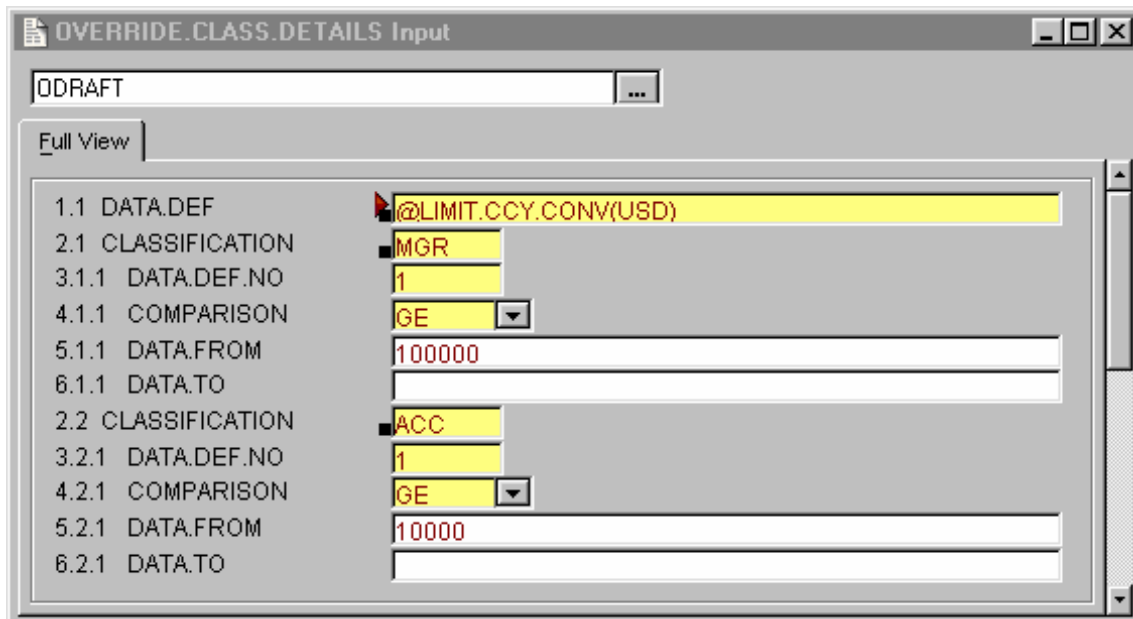 OVERRIDE.CLASS.DETAILS Input
ODRAFT ...
Full View
1.1 DATA.DEF @LIMIT.CCY.CONV(USD)
2.1 CLASSIFICATION MGR
3.1.1 DATA.DEF.NO 1
4.1.1 COMPARISON GE
5.1.1 DATA.FROM 100000
6.1.1 DATA.TO
2.2 CLASSIFICATION ACC
3.2.1 DATA.DEF.NO 1
4.2.1 COMPARISON GE
5.2.1 DATA.FROM 10000
6.2.1 DATA.TO